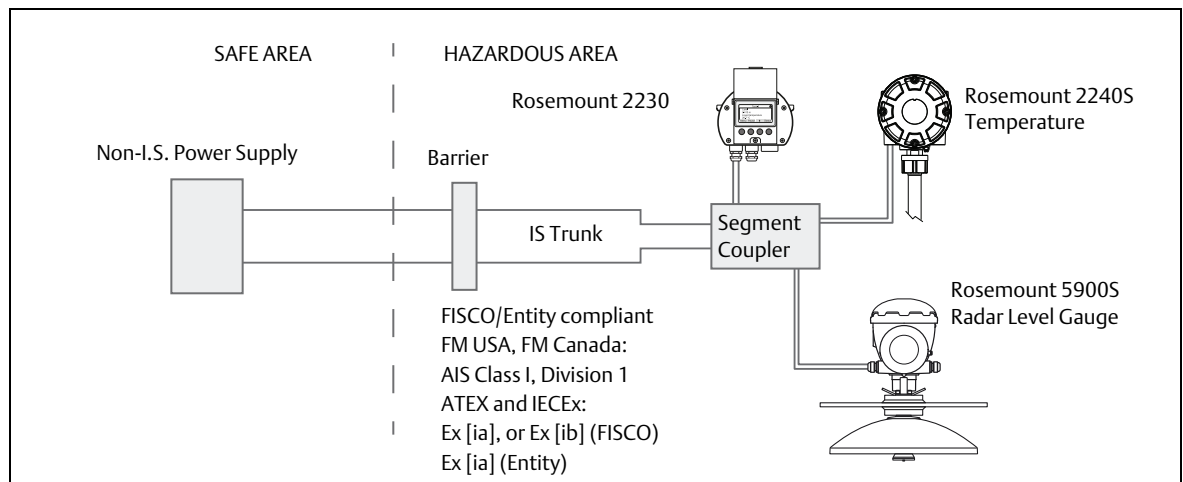 SAFE AREA
HAZARDOUS AREA
Rosemount 2230
Rosemount 2240S
Temperature
Non-I.S. Power Supply
Barrier
IS Trunk
Segment
Coupler
Rosemount 5900S
Radar Level Gauge
FISCO/Entity compliant
FM USA, FM Canada:
AIS Class I, Division 1
ATEX and IECEx:
Ex [ia], or Ex [ib] (FISCO)
Ex [ia] (Entity)